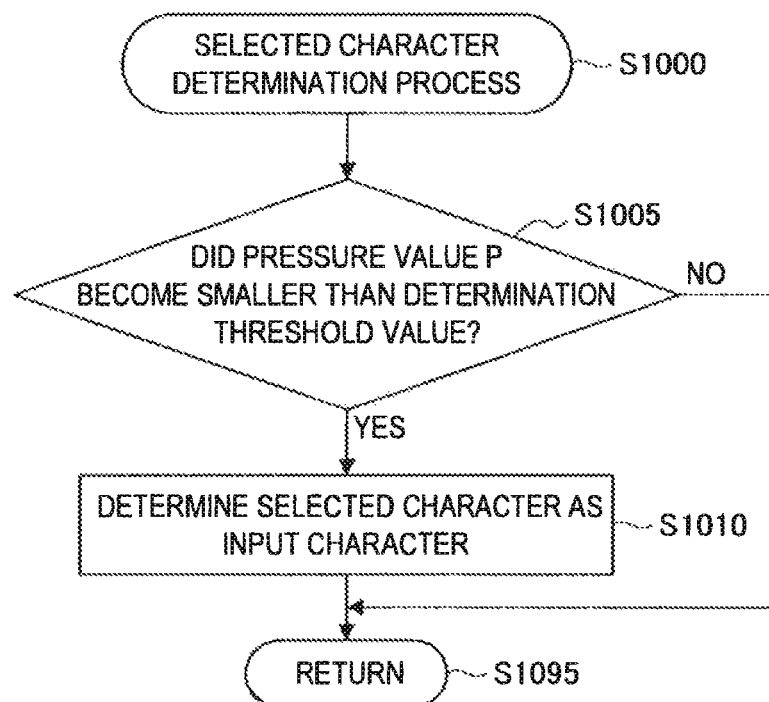 SELECTED CHARACTER
DETERMINATION PROCESS
S1000
S1005
DID PRESSURE VALUE P
BECOME SMALLER THAN DETERMINATION
THRESHOLD VALUE?
NO
YES
DETERMINE SELECTED CHARACTER AS
INPUT CHARACTER
S1010
RETURN
S1095